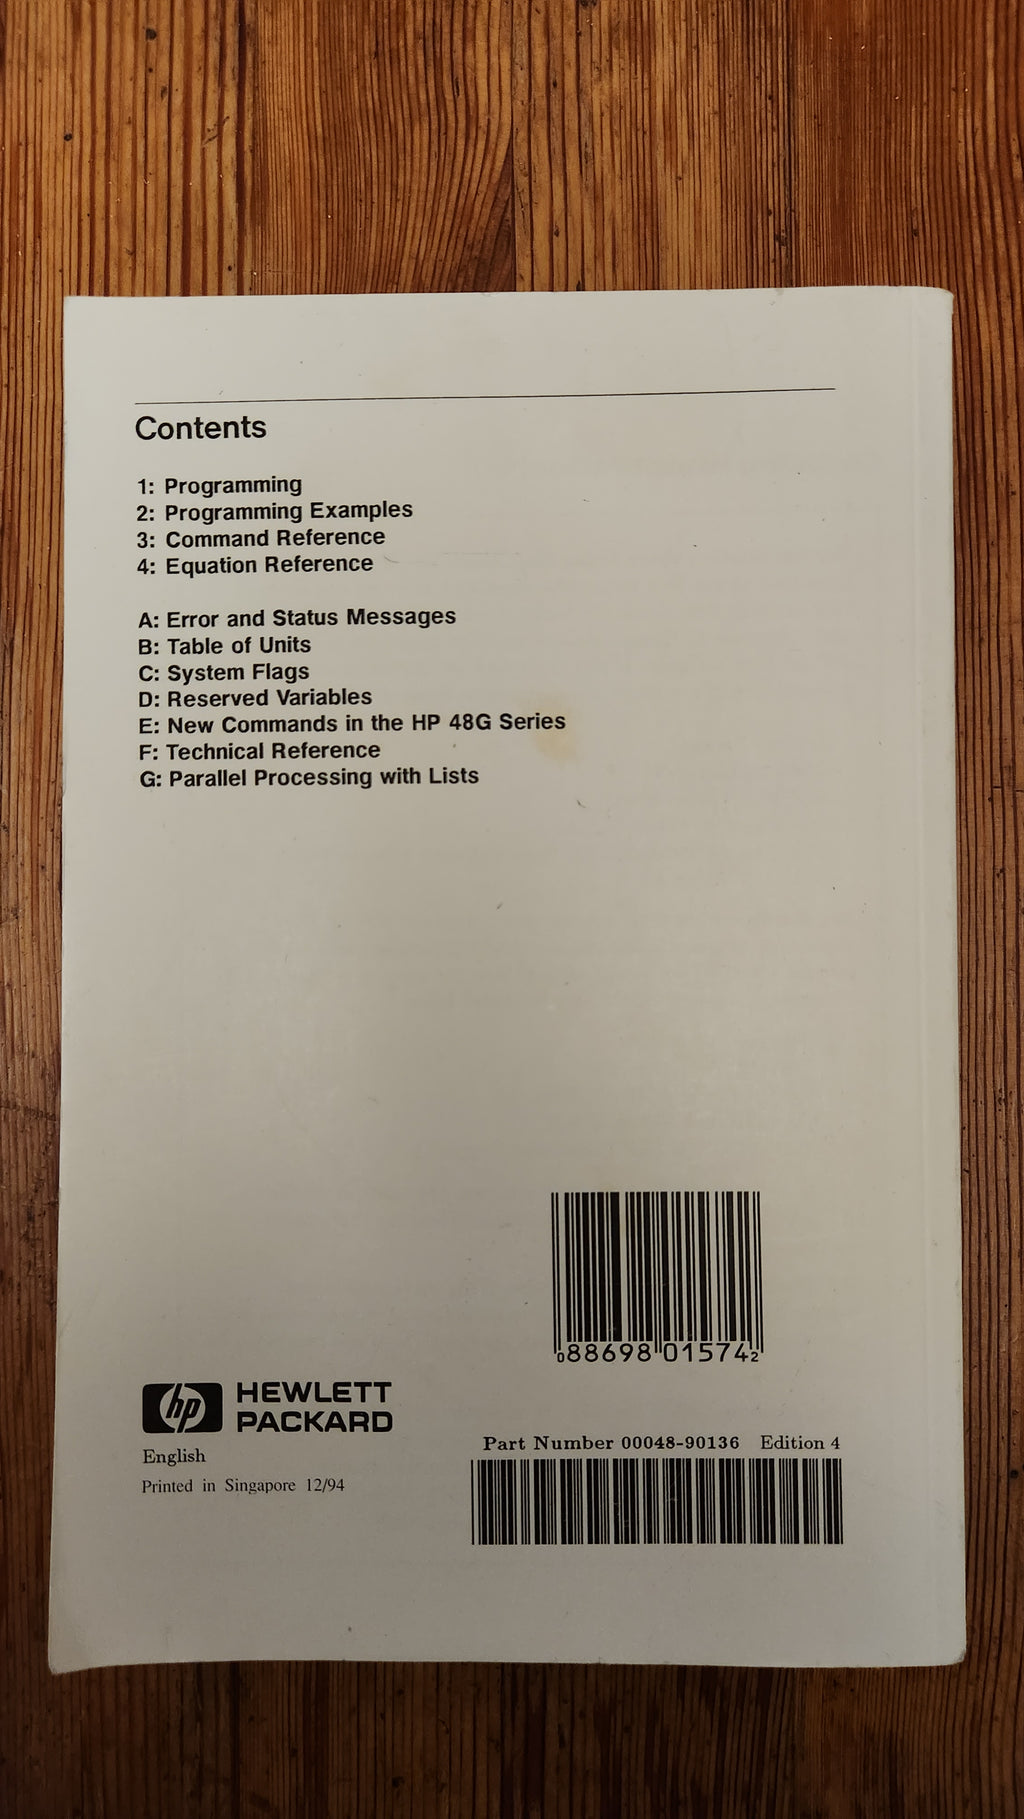 Contents
1: Programming
2: Programming Examples
3: Command Reference
4: Equation Reference
A: Error and Status Messages
B: Table of Units
C: System Flags
D: Reserved Variables
E: New Commands in the HP 48G Series
F: Technical Reference
G: Parallel Processing with Lists
0 88698 01574 2
hp HEWLETT
PACKARD
English
Printed in Singapore 12/94
Part Number 00048-90136 Edition 4